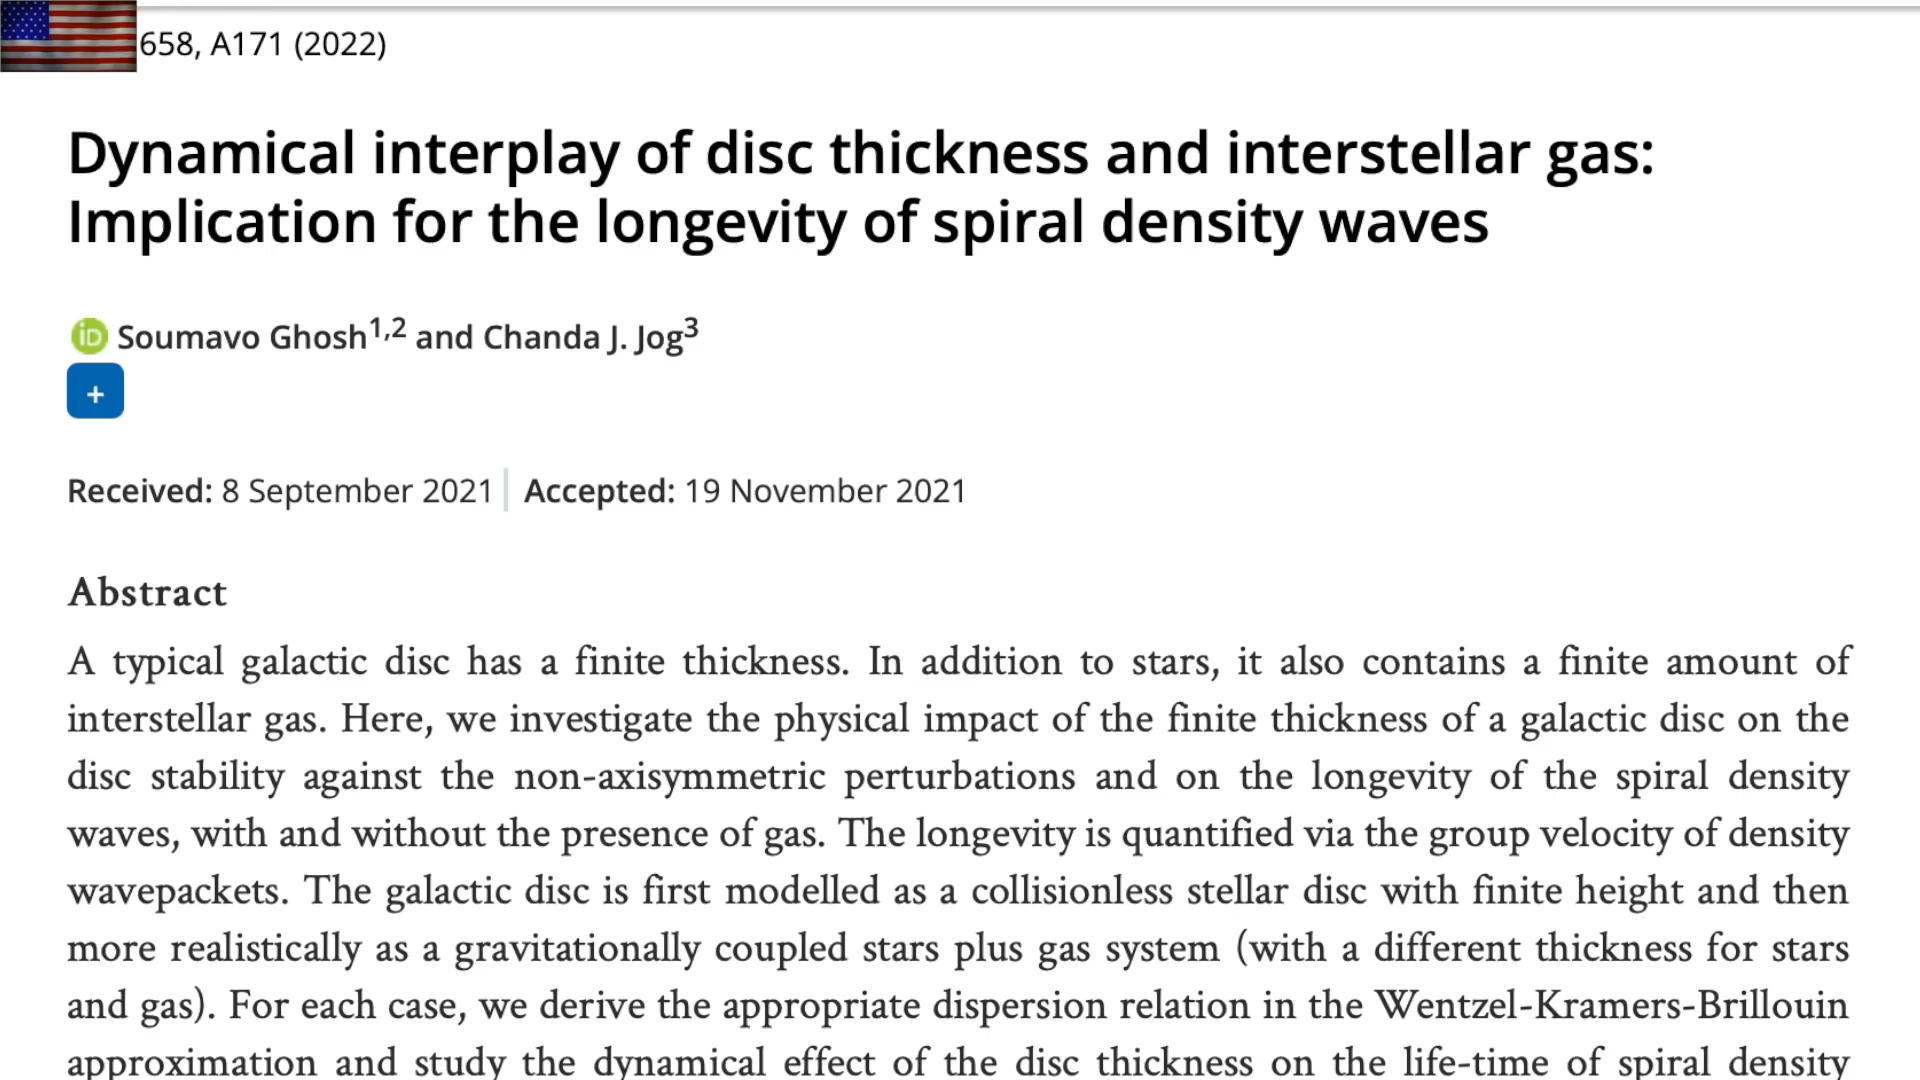 658, A171 (2022)
Dynamical interplay of disc thickness and interstellar gas:
Implication for the longevity of spiral density waves
iD Soumavo Ghosh1,2 and Chanda J. Jog3
+
Received: 8 September 2021 | Accepted: 19 November 2021
Abstract
A typical galactic disc has a finite thickness. In addition to stars, it also contains a finite amount of
interstellar gas. Here, we investigate the physical impact of the finite thickness of a galactic disc on the
disc stability against the non-axisymmetric perturbations and on the longevity of the spiral density
waves, with and without the presence of gas. The longevity is quantified via the group velocity of density
wavepackets. The galactic disc is first modelled as a collisionless stellar disc with finite height and then
more realistically as a gravitationally coupled stars plus gas system (with a different thickness for stars
and gas). For each case, we derive the appropriate dispersion relation in the Wentzel-Kramers-Brillouin
approximation and study the dynamical effect of the disc thickness on the life-time of spiral density